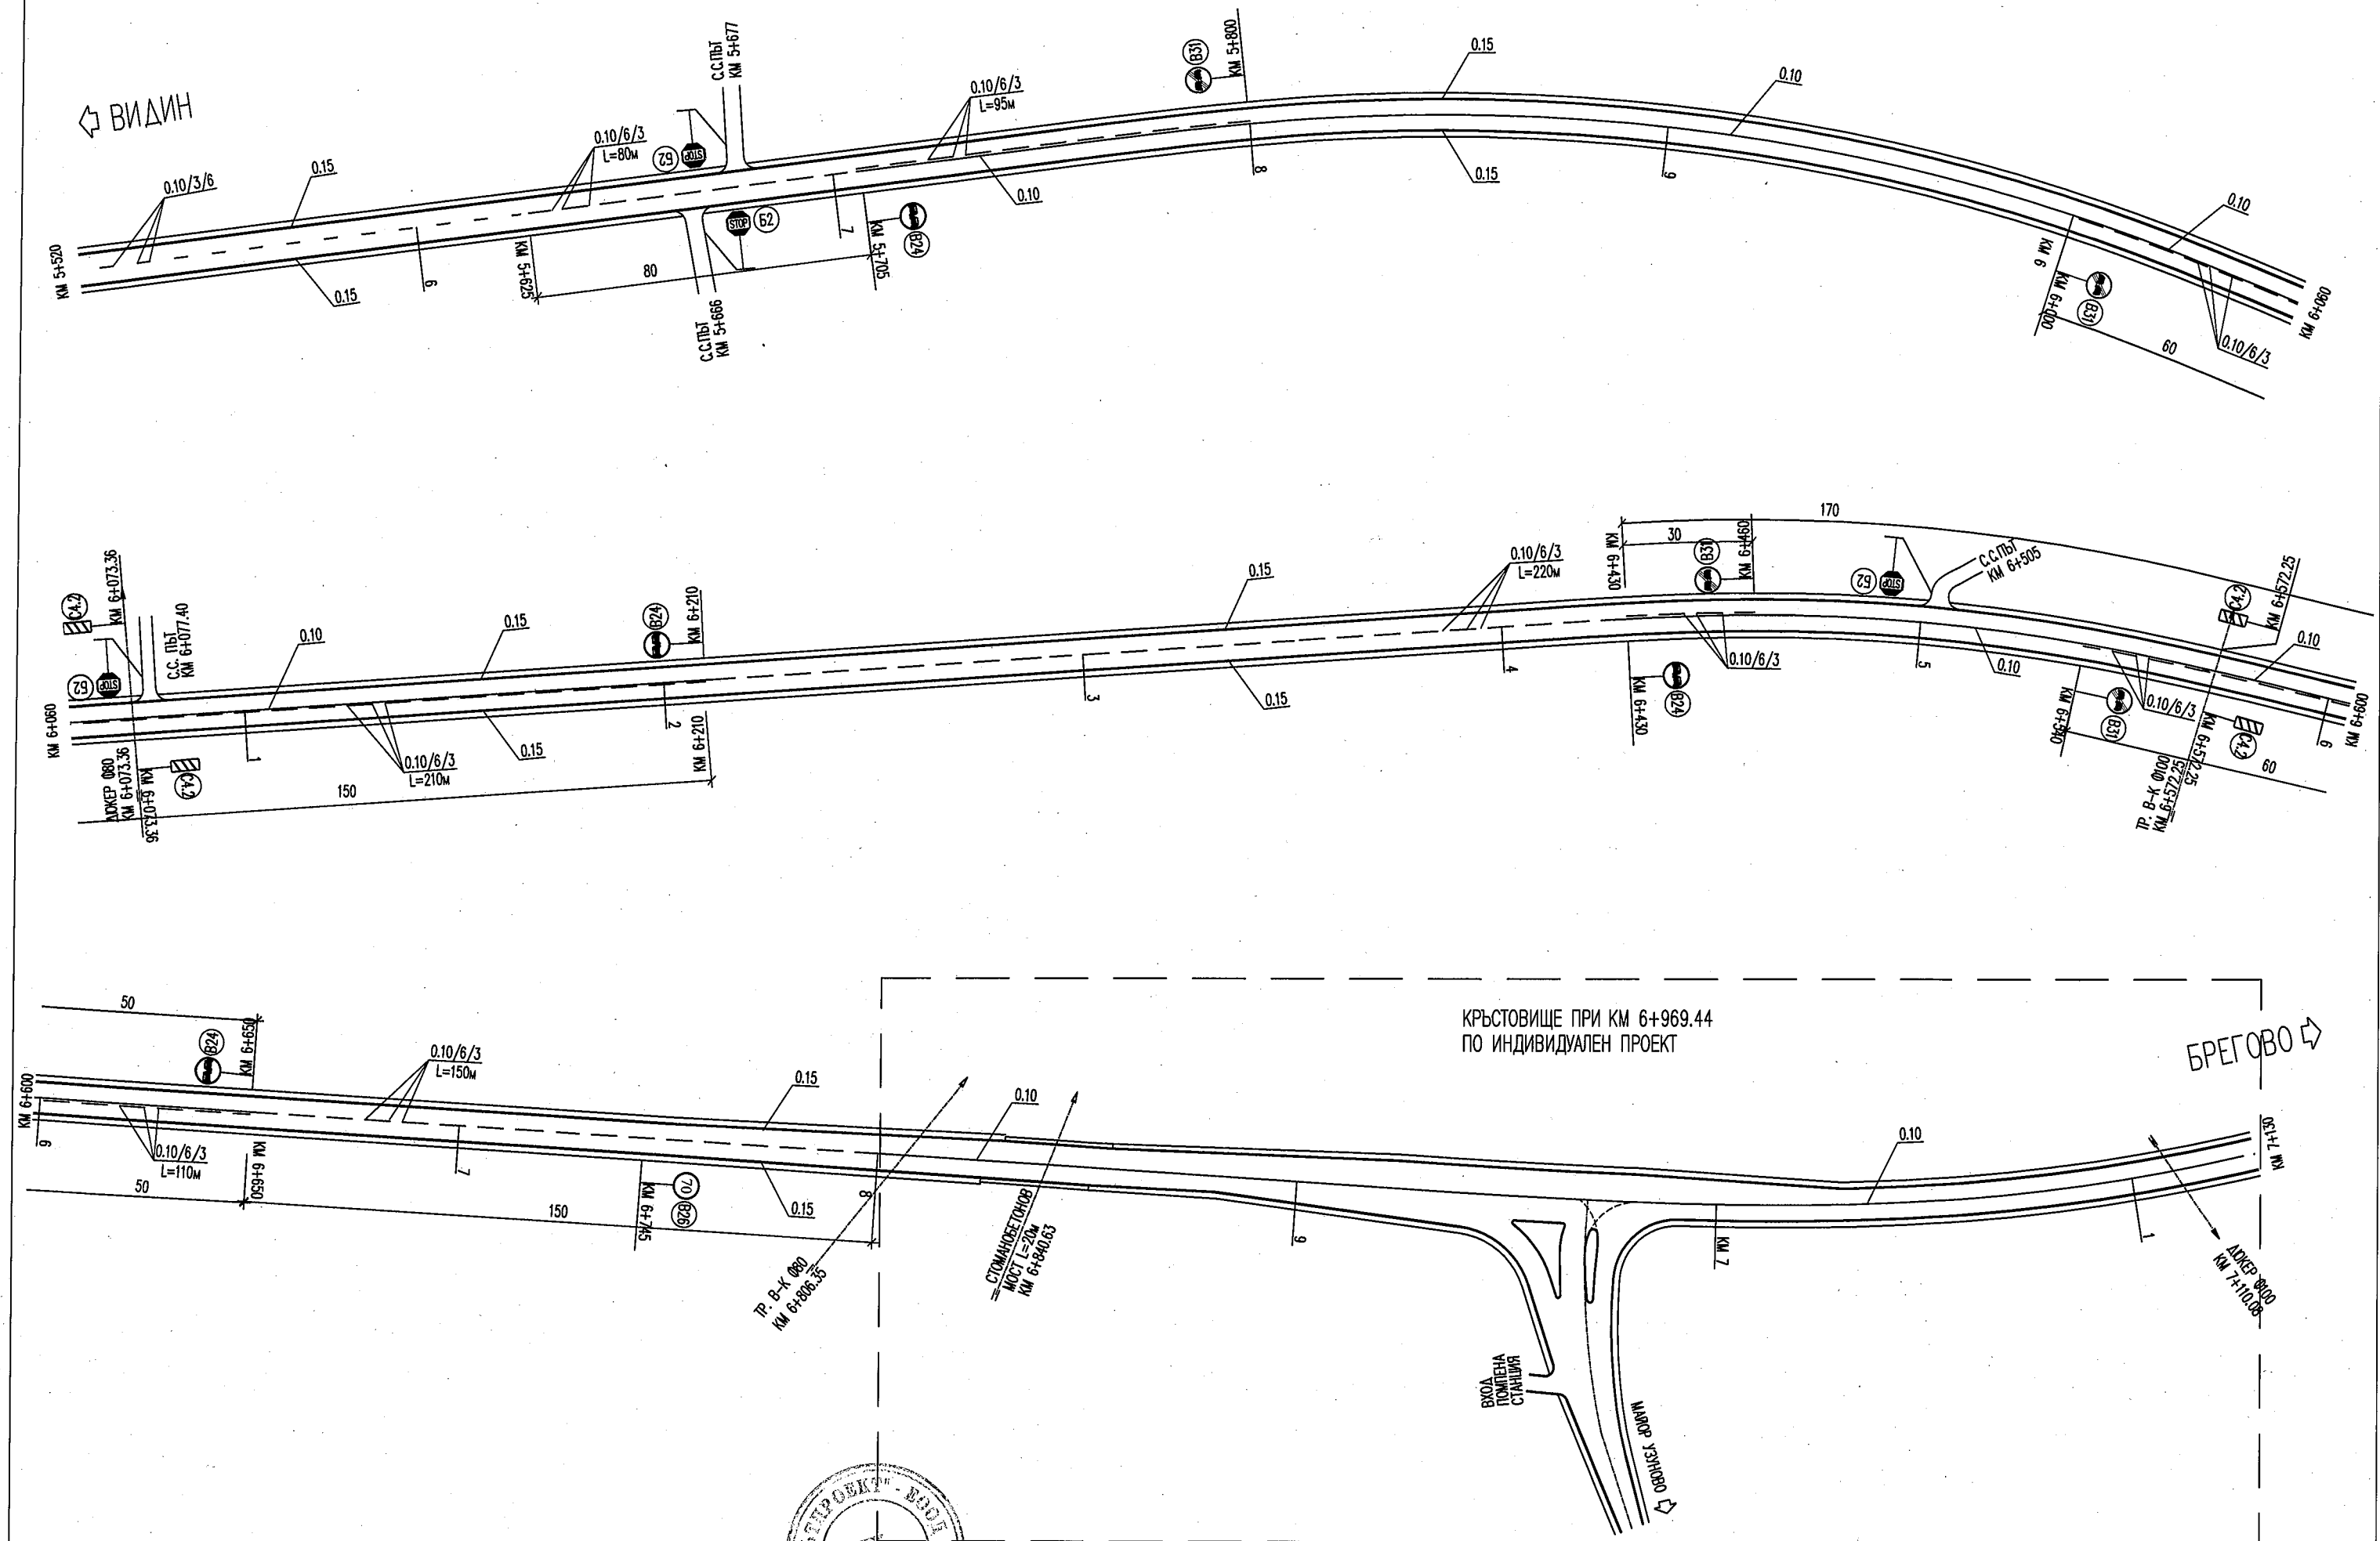 ВИДИН
КМ 5+520
0.10/3/6
0.15
0.15
6
0.10/6/3
L=80м
Б2
STOP
С.С.ПЪТ
КМ 5+677
КМ 5+625
80
С.С.ПЪТ
КМ 5+669
STOP
Б2
7
КМ 5+705
В24
0.10/6/3
L=95м
0.10
В31
КМ 5+800
8
0.15
0.15
9
0.10
КМ 6
КМ 6+000
В31
0.10
60
0.10/6/3
КМ 6+060
С4.2
КМ 6+073.36
С.С. ПЪТ
КМ 6+077.40
Б2
STOP
КМ 6+060
ДЮКЕР Ф80
КМ 6+073.36
КМ 6+073.36
С4.2
1
0.10
0.15
0.15
150
0.10/6/3
L=210м
В24
КМ 6+210
2
КМ 6+210
3
0.15
0.15
0.10/6/3
L=220м
4
КМ 6+430
30
В31
КМ 6+460
170
КМ 6+430
В24
0.10/6/3
Б2
STOP
С.С.ПЪТ
КМ 6+505
5
0.10
КМ 6+540
В31
0.10/6/3
С4.2
КМ 6+572.25
0.10
КМ 6+572.25
С4.2
ТР. В-К Ф100
КМ 6+572.25
60
6
КМ 6+600
50
В24
КМ 6+650
КМ 6+600
6
0.10/6/3
L=110м
50
КМ 6+650
0.10/6/3
L=150м
7
150
КМ 6+745
70
В26
0.15
0.15
8
ТР. В-К Ф80
КМ 6+806.35
0.10
СТОМАНОБЕТОНОВ
МОСТ L=20м
КМ 6+840.63
КРЪСТОВИЩЕ ПРИ КМ 6+969.44
ПО ИНДИВИДУАЛЕН ПРОЕКТ
9
КМ 7
0.10
БРЕГОВО
КМ 7+130
1
ДЮКЕР Ф100
КМ 7+110.08
ВХОД
ПОМПЕНА
СТАНЦИЯ
МАЙОР УЗУНОВО